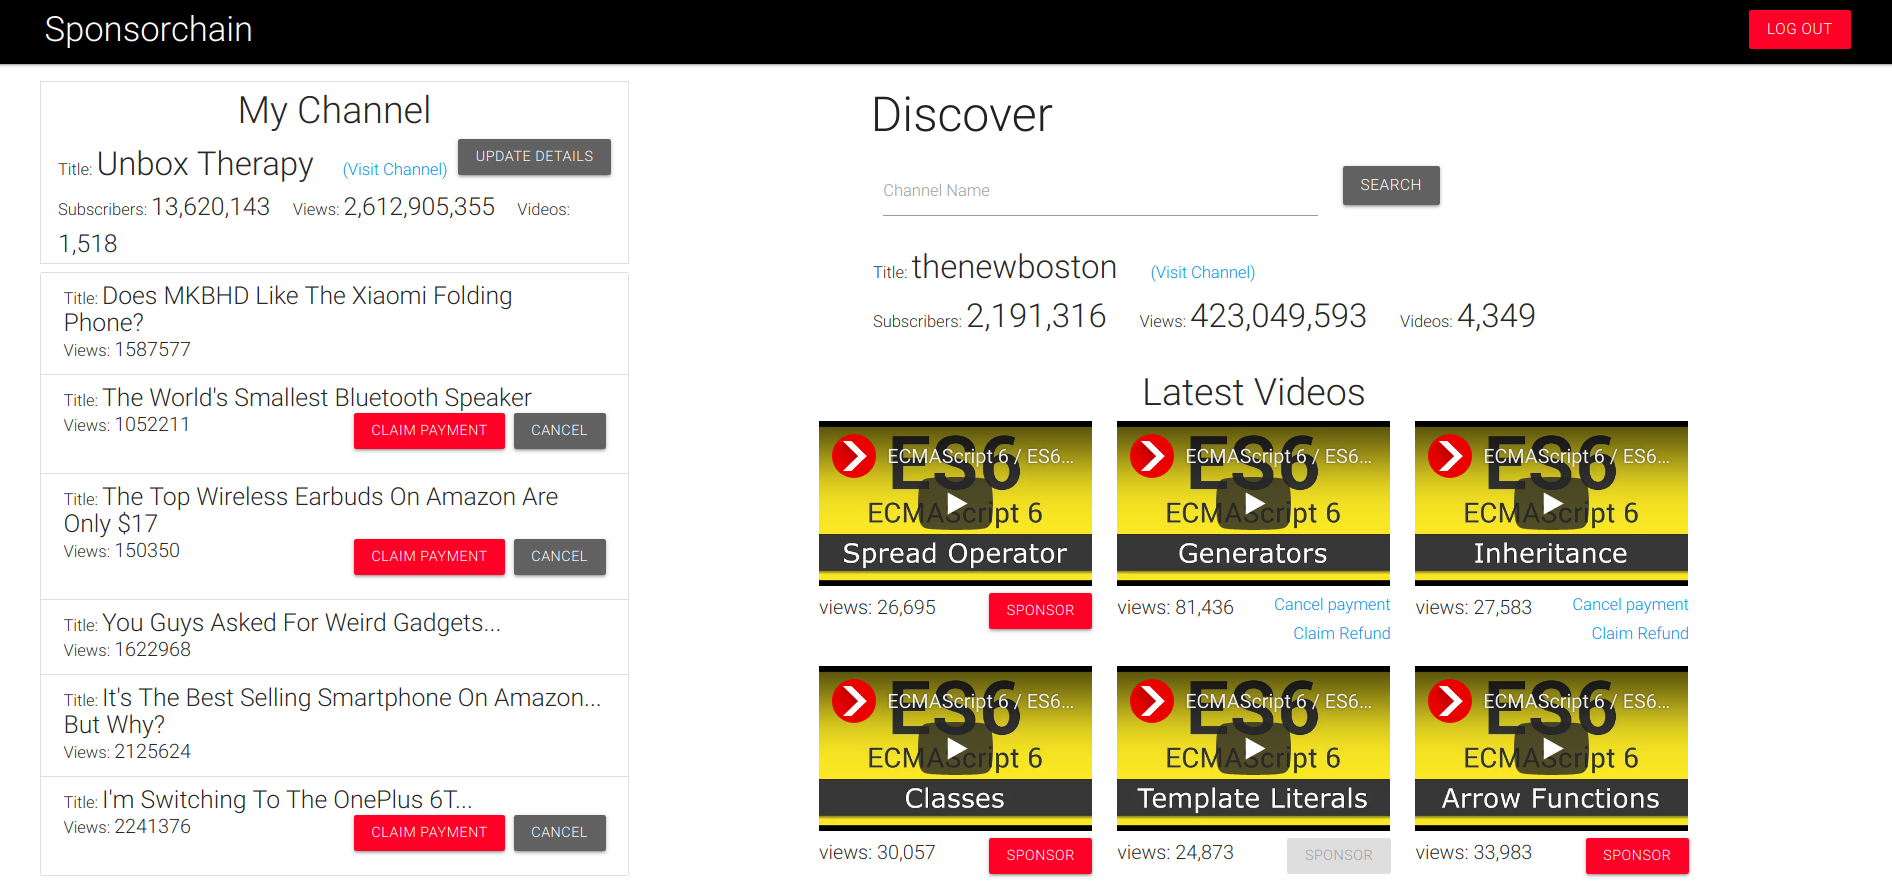 Sponsorchain
LOG OUT
My Channel
Title: Unbox Therapy (Visit Channel) UPDATE DETAILS
Subscribers: 13,620,143 Views: 2,612,905,355 Videos:
1,518
Title: Does MKBHD Like The Xiaomi Folding
Phone?
Views: 1587577
Title: The World's Smallest Bluetooth Speaker
Views: 1052211
CLAIM PAYMENT CANCEL
Title: The Top Wireless Earbuds On Amazon Are
Only $17
Views: 150350
CLAIM PAYMENT CANCEL
Title: You Guys Asked For Weird Gadgets...
Views: 1622968
Title: It's The Best Selling Smartphone On Amazon...
But Why?
Views: 2125624
Title: I'm Switching To The OnePlus 6T...
Views: 2241376
CLAIM PAYMENT CANCEL
Discover
Channel Name SEARCH
Title: thenewboston (Visit Channel)
Subscribers: 2,191,316 Views: 423,049,593 Videos: 4,349
Latest Videos
ES6
ECMAScript 6 / ES6...
ECMAScript 6
Spread Operator
views: 26,695 SPONSOR
ES6
ECMAScript 6 / ES6...
ECMAScript 6
Generators
views: 81,436 Cancel payment
Claim Refund
ES6
ECMAScript 6 / ES6...
ECMAScript 6
Inheritance
views: 27,583 Cancel payment
Claim Refund
ES6
ECMAScript 6 / ES6...
ECMAScript 6
Classes
views: 30,057 SPONSOR
ES6
ECMAScript 6 / ES6...
ECMAScript 6
Template Literals
views: 24,873 SPONSOR
ES6
ECMAScript 6 / ES6...
ECMAScript 6
Arrow Functions
views: 33,983 SPONSOR